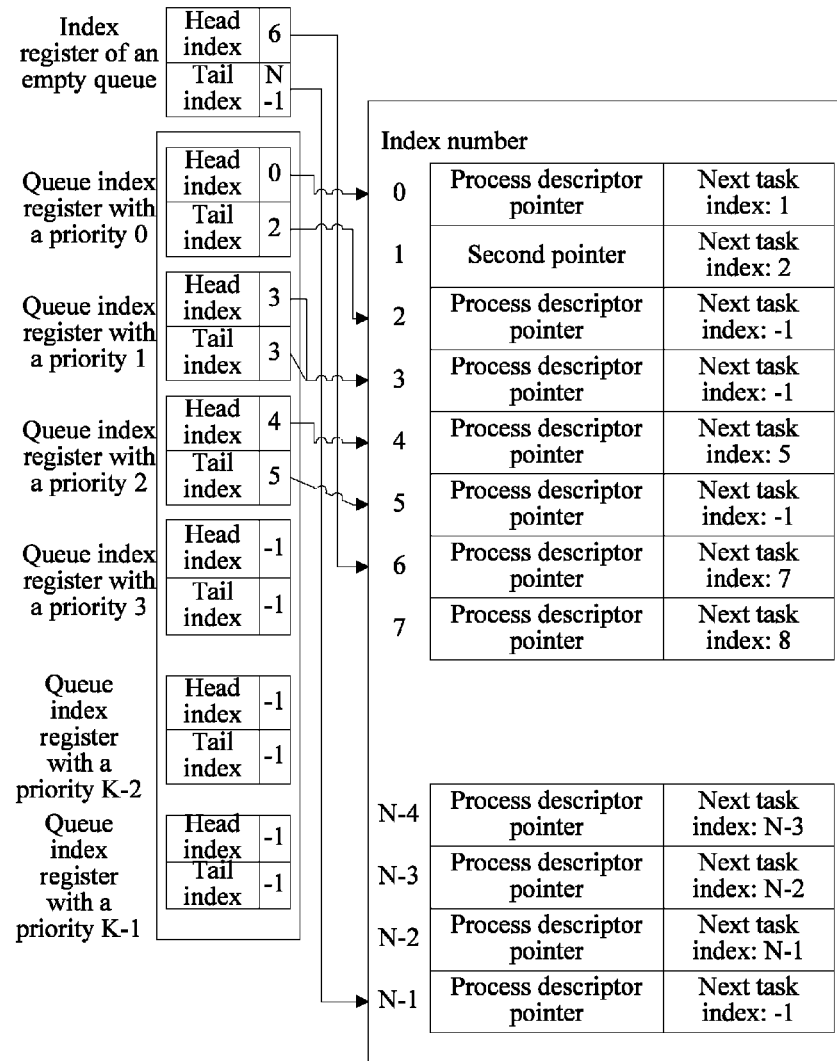 Index
register of an
empty queue
Head
index
6
Tail
index
N
-1
Queue index
register with
a priority 0
Head
index
0
Tail
index
2
Queue index
register with
a priority 1
Head
index
3
Tail
index
3
Queue index
register with
a priority 2
Head
index
4
Tail
index
5
Queue index
register with
a priority 3
Head
index
-1
Tail
index
-1
Queue
index
register
with a
priority K-2
Head
index
-1
Tail
index
-1
Queue
index
register
with a
priority K-1
Head
index
-1
Tail
index
-1
Index number
0
Process descriptor
pointer
Next task
index: 1
1
Second pointer
Next task
index: 2
2
Process descriptor
pointer
Next task
index: -1
3
Process descriptor
pointer
Next task
index: -1
4
Process descriptor
pointer
Next task
index: 5
5
Process descriptor
pointer
Next task
index: -1
6
Process descriptor
pointer
Next task
index: 7
7
Process descriptor
pointer
Next task
index: 8
N-4
Process descriptor
pointer
Next task
index: N-3
N-3
Process descriptor
pointer
Next task
index: N-2
N-2
Process descriptor
pointer
Next task
index: N-1
N-1
Process descriptor
pointer
Next task
index: -1